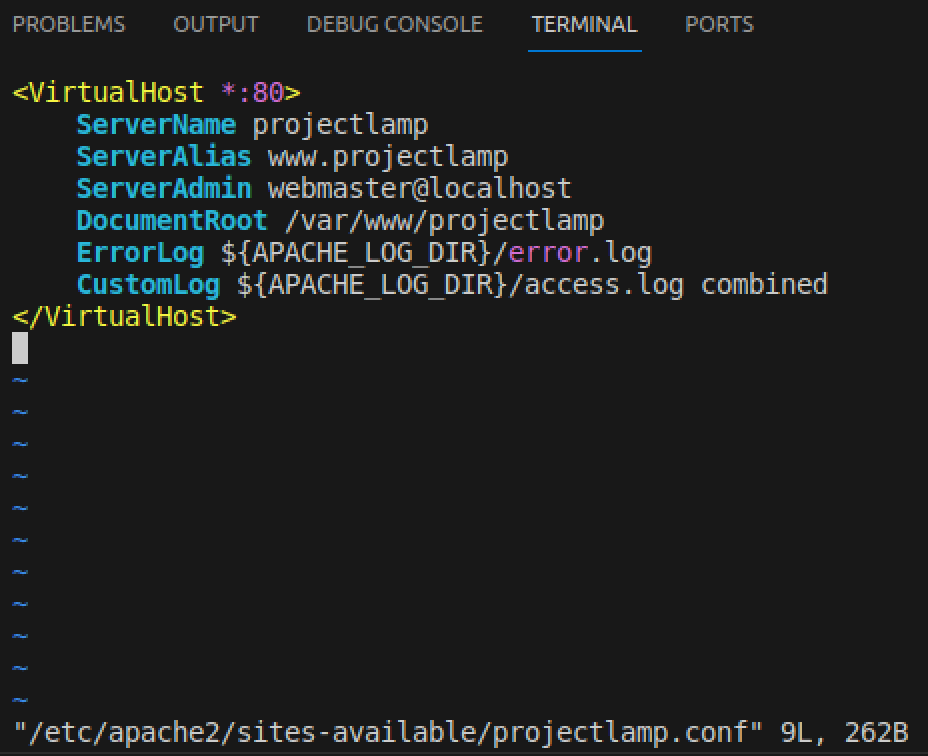 PROBLEMS OUTPUT DEBUG CONSOLE TERMINAL PORTS
<VirtualHost *:80>
    ServerName projectlamp
    ServerAlias www.projectlamp
    ServerAdmin webmaster@localhost
    DocumentRoot /var/www/projectlamp
    ErrorLog ${APACHE_LOG_DIR}/error.log
    CustomLog ${APACHE_LOG_DIR}/access.log combined
</VirtualHost>
~
~
~
~
~
~
~
~
~
~
~
"/etc/apache2/sites-available/projectlamp.conf" 9L, 262B